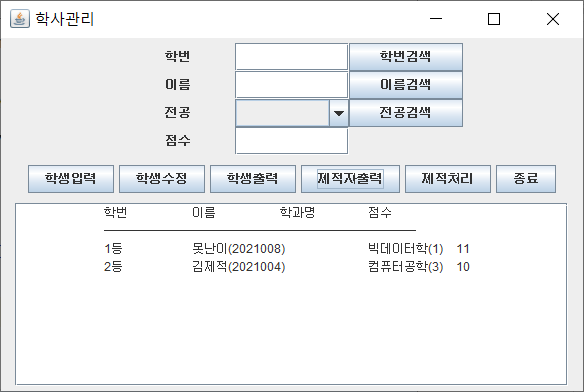 학사관리
학번 학번검색
이름 이름검색
전공 전공검색
점수
학생입력 학생수정 학생출력 제적자출력 제적처리 종료
학번 이름 학과명 점수
1등 못난이(2021008) 빅데이터학(1) 11
2등 김제적(2021004) 컴퓨터공학(3) 10